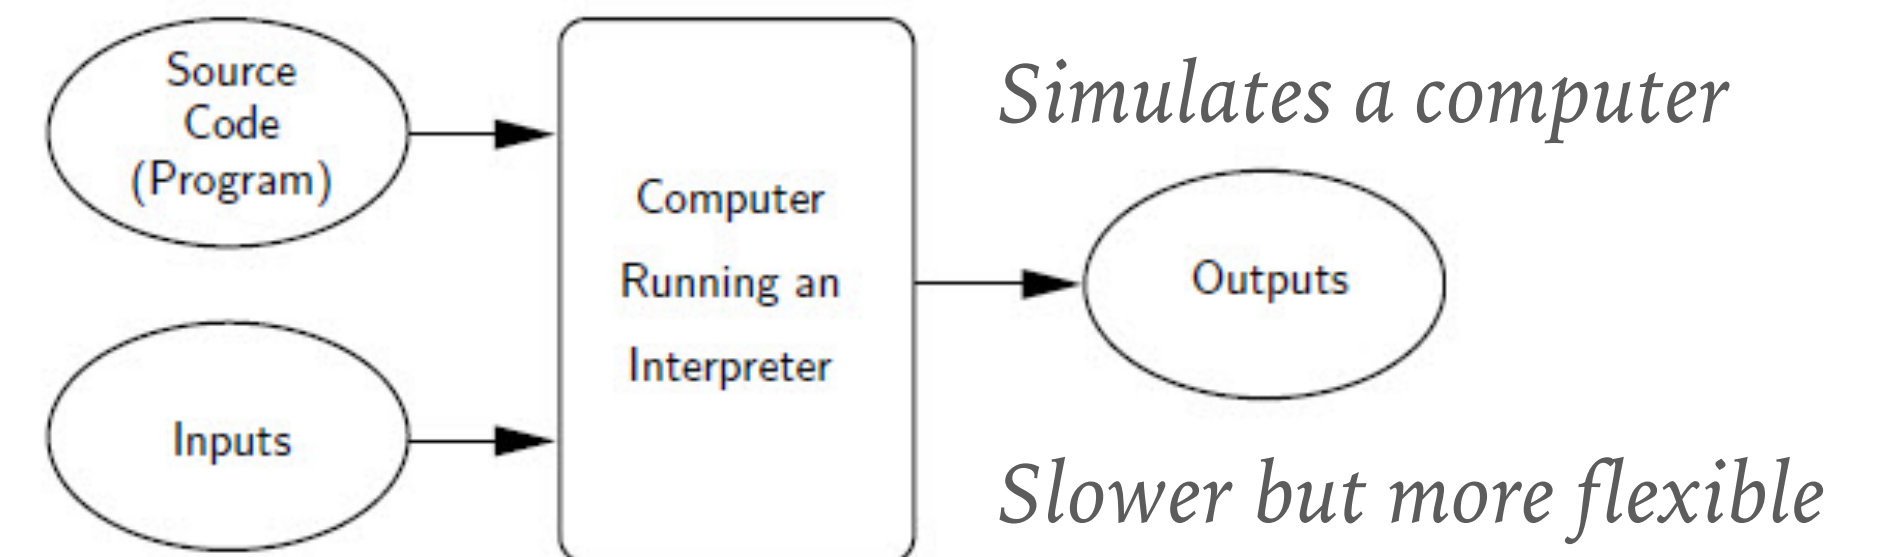 Source
Code
(Program)
Inputs
Computer
Running an
Interpreter
Simulates a computer
Outputs
Slower but more flexible